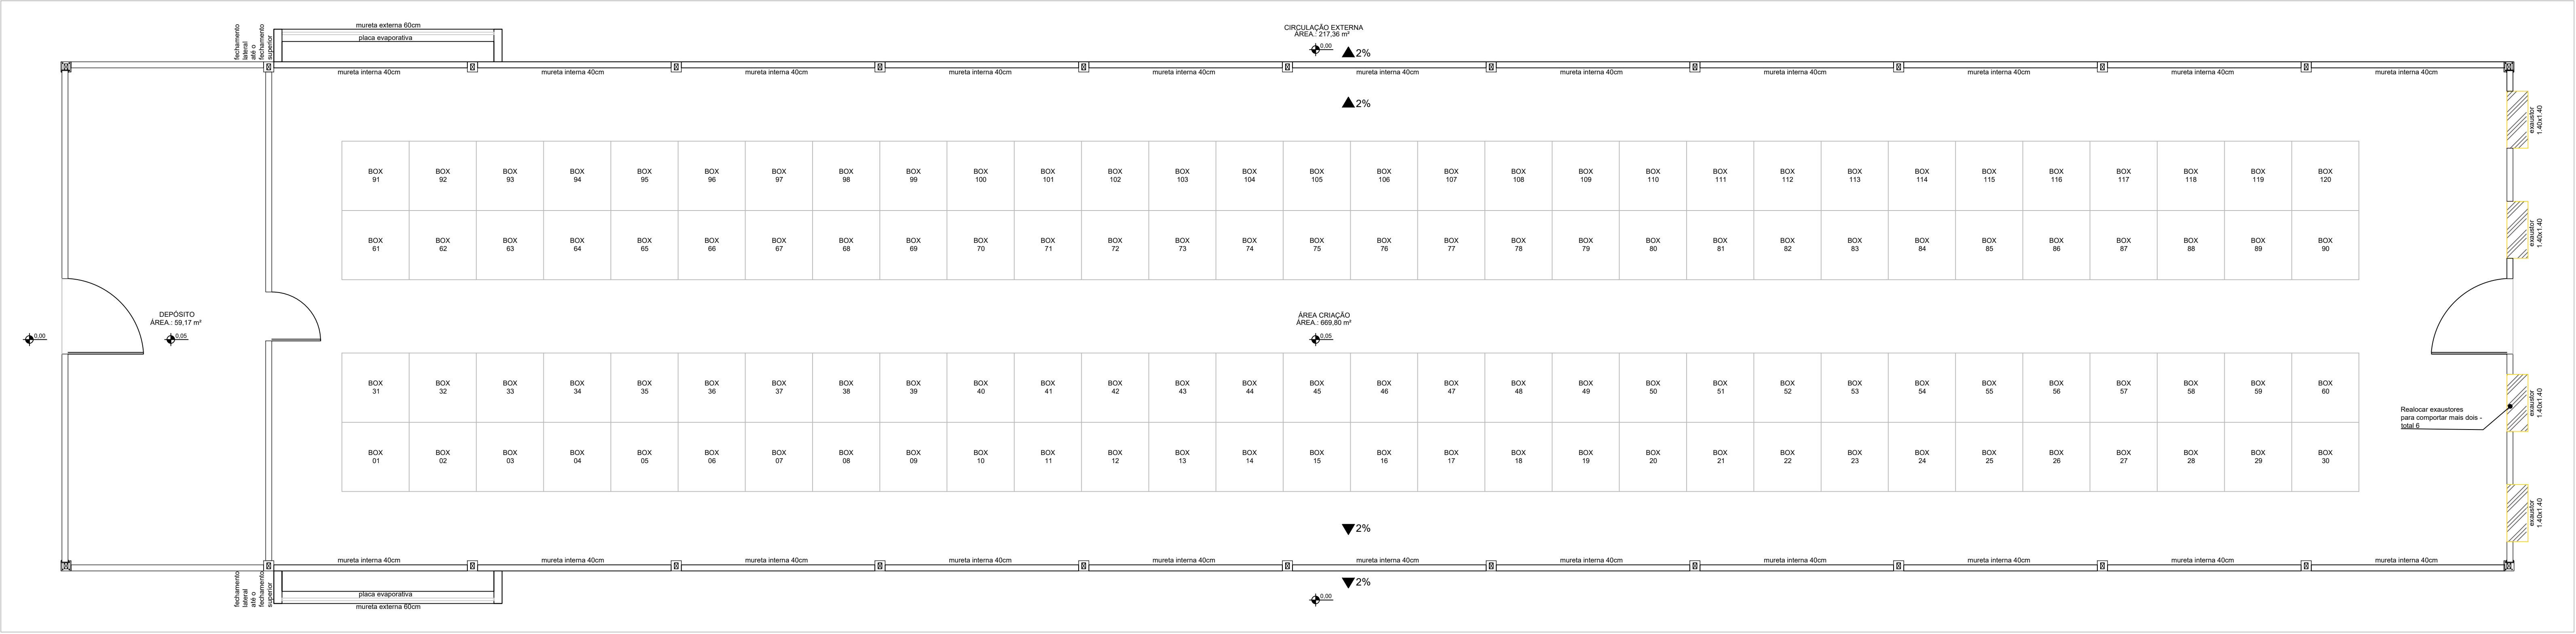 fechamento
lateral
até o
fechamento
superior
mureta externa 60cm
placa evaporativa
CIRCULAÇÃO EXTERNA
ÁREA.: 217,36 m²
0.00
2%
mureta interna 40cm
mureta interna 40cm
mureta interna 40cm
mureta interna 40cm
mureta interna 40cm
mureta interna 40cm
mureta interna 40cm
mureta interna 40cm
mureta interna 40cm
mureta interna 40cm
mureta interna 40cm
2%
exaustor
1.40x1.40
BOX 91
BOX 92
BOX 93
BOX 94
BOX 95
BOX 96
BOX 97
BOX 98
BOX 99
BOX 100
BOX 101
BOX 102
BOX 103
BOX 104
BOX 105
BOX 106
BOX 107
BOX 108
BOX 109
BOX 110
BOX 111
BOX 112
BOX 113
BOX 114
BOX 115
BOX 116
BOX 117
BOX 118
BOX 119
BOX 120
BOX 61
BOX 62
BOX 63
BOX 64
BOX 65
BOX 66
BOX 67
BOX 68
BOX 69
BOX 70
BOX 71
BOX 72
BOX 73
BOX 74
BOX 75
BOX 76
BOX 77
BOX 78
BOX 79
BOX 80
BOX 81
BOX 82
BOX 83
BOX 84
BOX 85
BOX 86
BOX 87
BOX 88
BOX 89
BOX 90
exaustor
1.40x1.40
0.00
DEPÓSITO
ÁREA.: 59,17 m²
0.05
ÁREA CRIAÇÃO
ÁREA.: 669,80 m²
0.05
BOX 31
BOX 32
BOX 33
BOX 34
BOX 35
BOX 36
BOX 37
BOX 38
BOX 39
BOX 40
BOX 41
BOX 42
BOX 43
BOX 44
BOX 45
BOX 46
BOX 47
BOX 48
BOX 49
BOX 50
BOX 51
BOX 52
BOX 53
BOX 54
BOX 55
BOX 56
BOX 57
BOX 58
BOX 59
BOX 60
exaustor
1.40x1.40
Realocar exaustores
para comportar mais dois -
total 6
BOX 01
BOX 02
BOX 03
BOX 04
BOX 05
BOX 06
BOX 07
BOX 08
BOX 09
BOX 10
BOX 11
BOX 12
BOX 13
BOX 14
BOX 15
BOX 16
BOX 17
BOX 18
BOX 19
BOX 20
BOX 21
BOX 22
BOX 23
BOX 24
BOX 25
BOX 26
BOX 27
BOX 28
BOX 29
BOX 30
exaustor
1.40x1.40
2%
mureta interna 40cm
mureta interna 40cm
mureta interna 40cm
mureta interna 40cm
mureta interna 40cm
mureta interna 40cm
mureta interna 40cm
mureta interna 40cm
mureta interna 40cm
mureta interna 40cm
mureta interna 40cm
fechamento
lateral
até o
fechamento
superior
placa evaporativa
mureta externa 60cm
2%
0.00